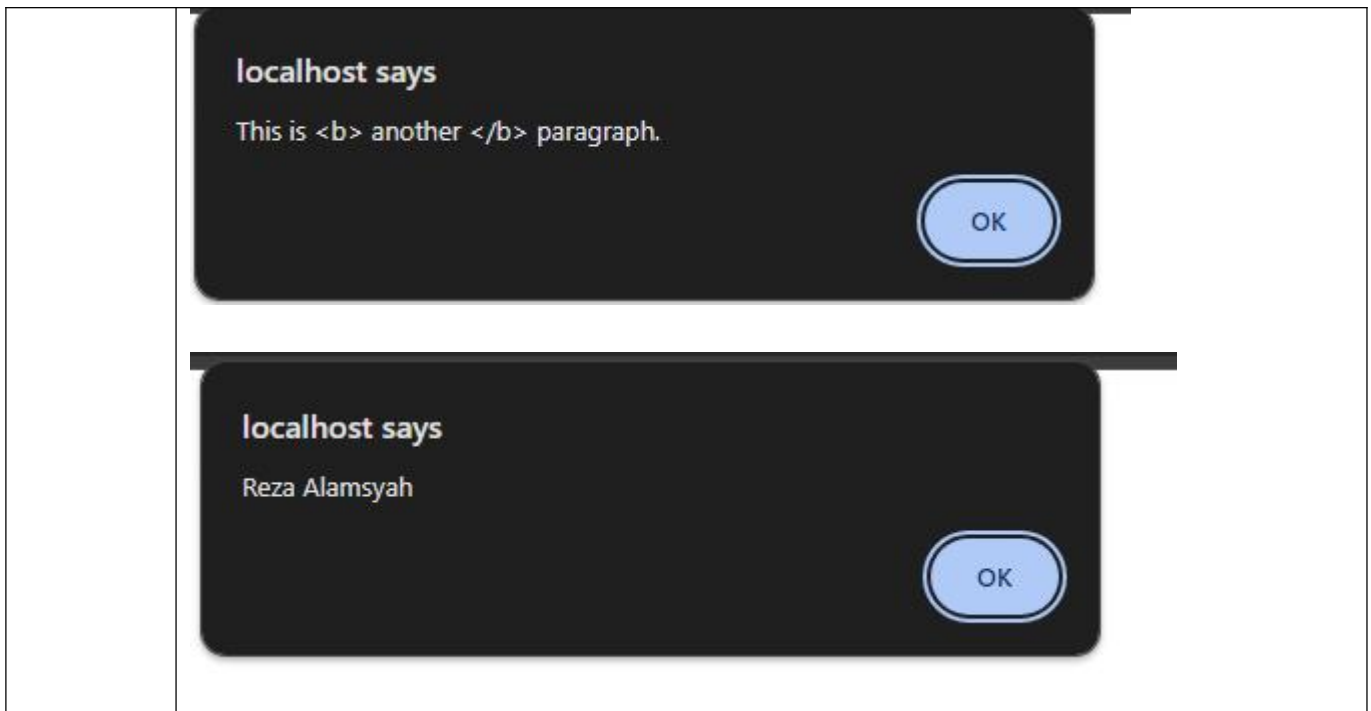 localhost says
This is <b> another </b> paragraph.
OK
localhost says
Reza Alamsyah
OK